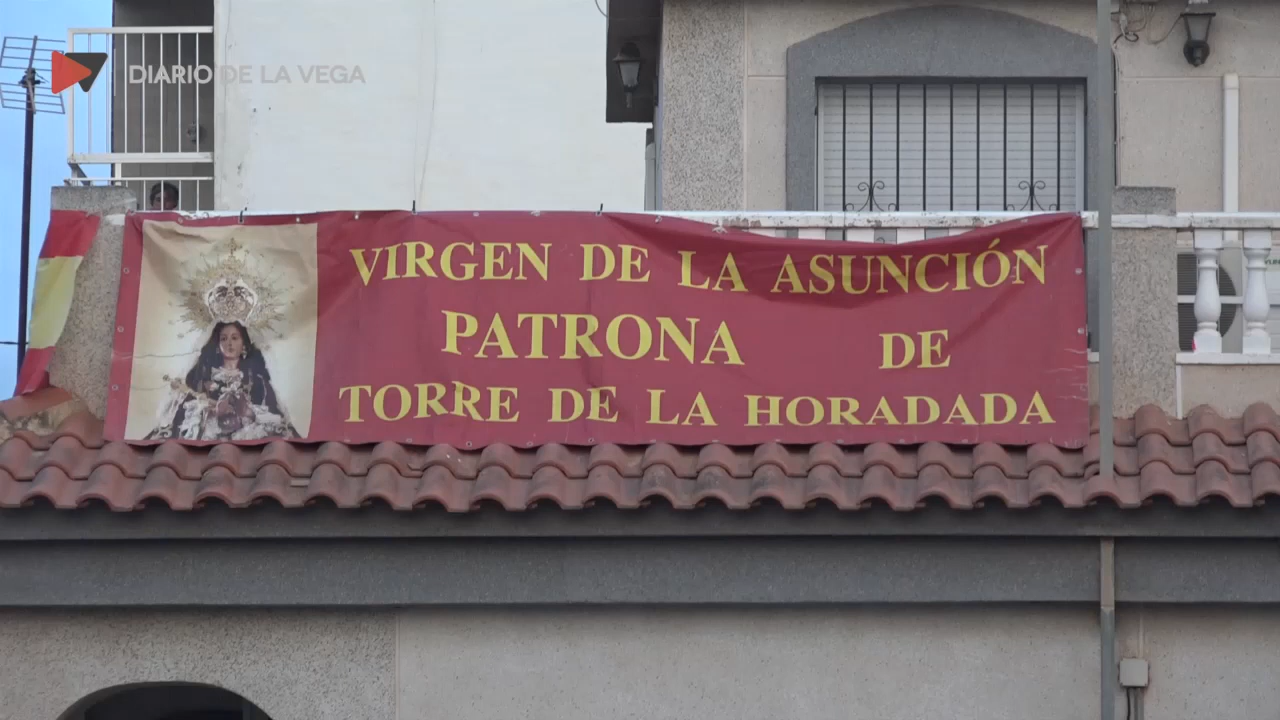 DIARIO DE LA VEGA
VIRGEN DE LA ASUNCIÓN
PATRONA DE
TORRE DE LA HORADADA